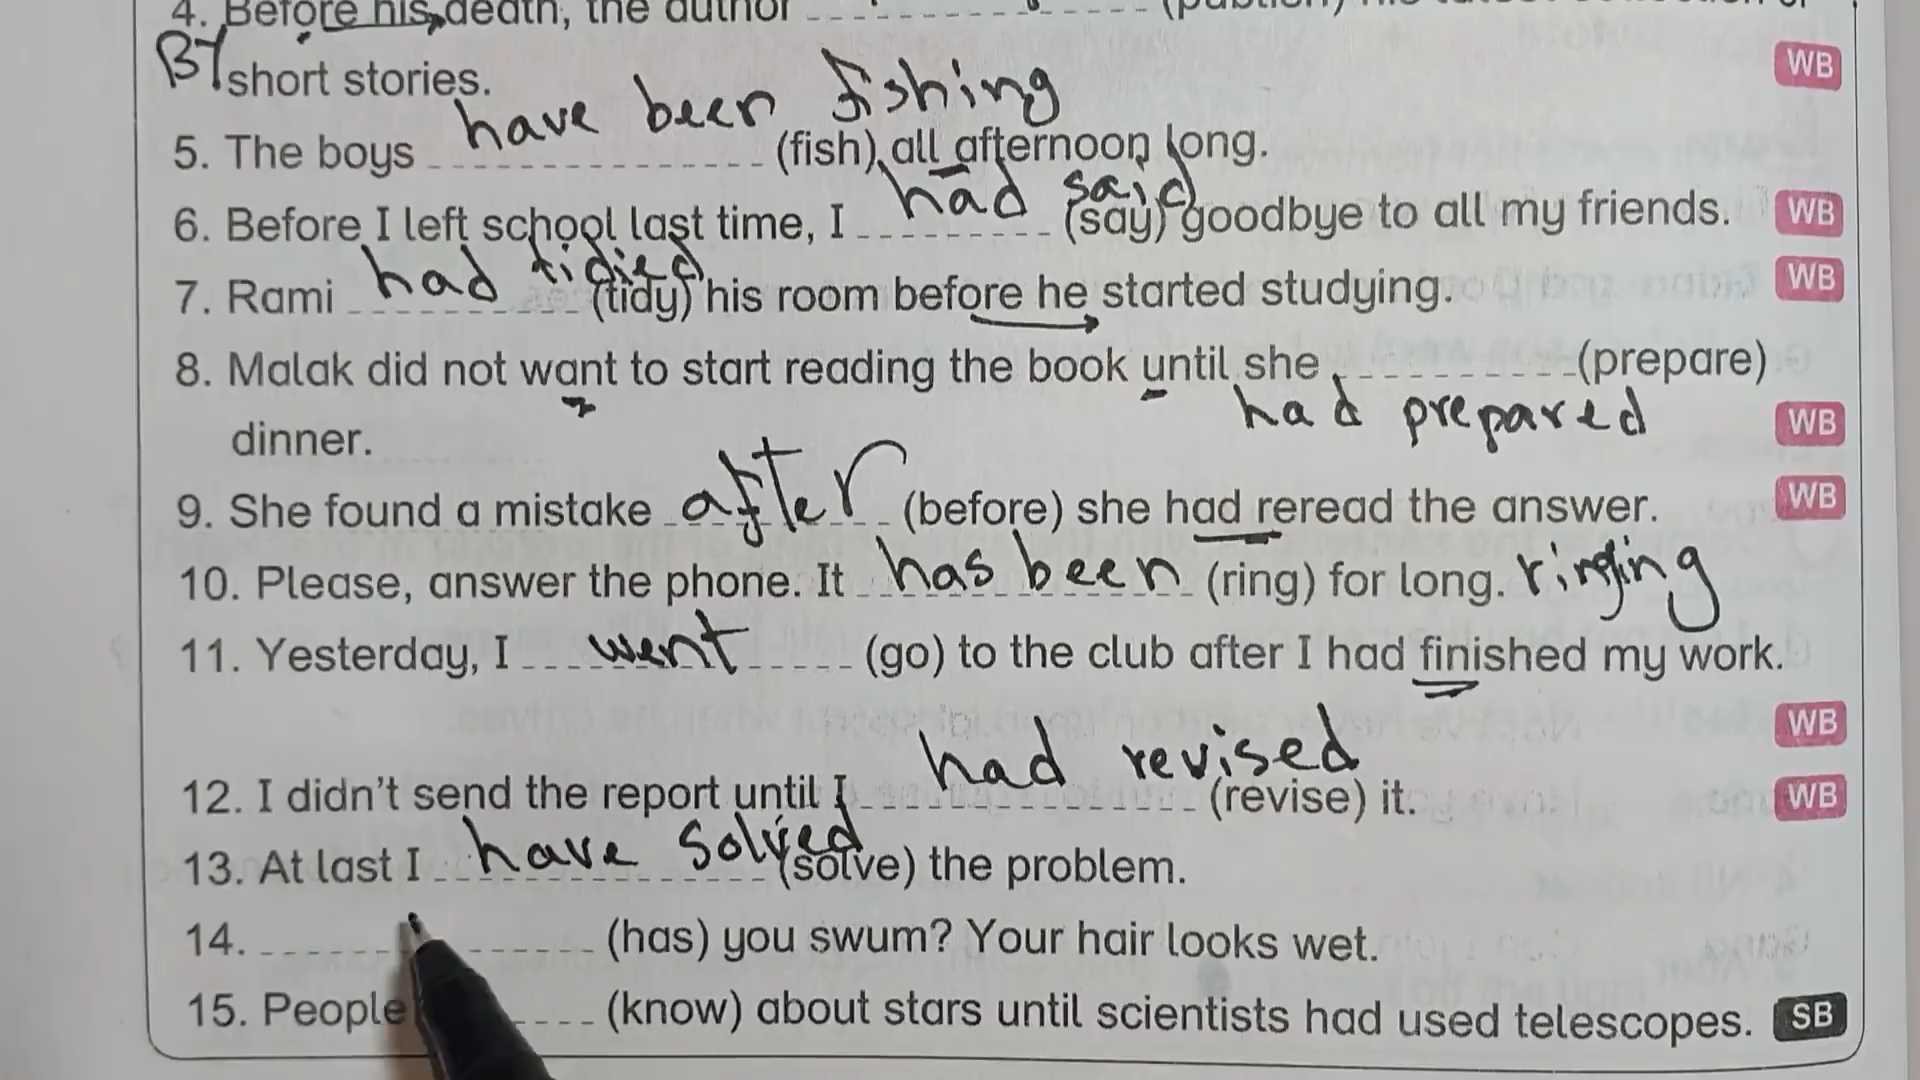 4. Before his death, the author
BY short stories. WB
have been fishing
5. The boys (fish) all afternoon long.
had said
6. Before I left school last time, I (say) goodbye to all my friends. WB
had tidied
7. Rami (tidy) his room before he started studying. WB
8. Malak did not want to start reading the book until she (prepare)
had prepared
dinner. WB
9. She found a mistake after (before) she had reread the answer. WB
10. Please, answer the phone. It has been (ring) for long. ringing
11. Yesterday, I went (go) to the club after I had finished my work.
WB
had revised
12. I didn't send the report until I (revise) it. WB
have solved
13. At last I (solve) the problem.
14. (has) you swum? Your hair looks wet.
15. People (know) about stars until scientists had used telescopes. SB